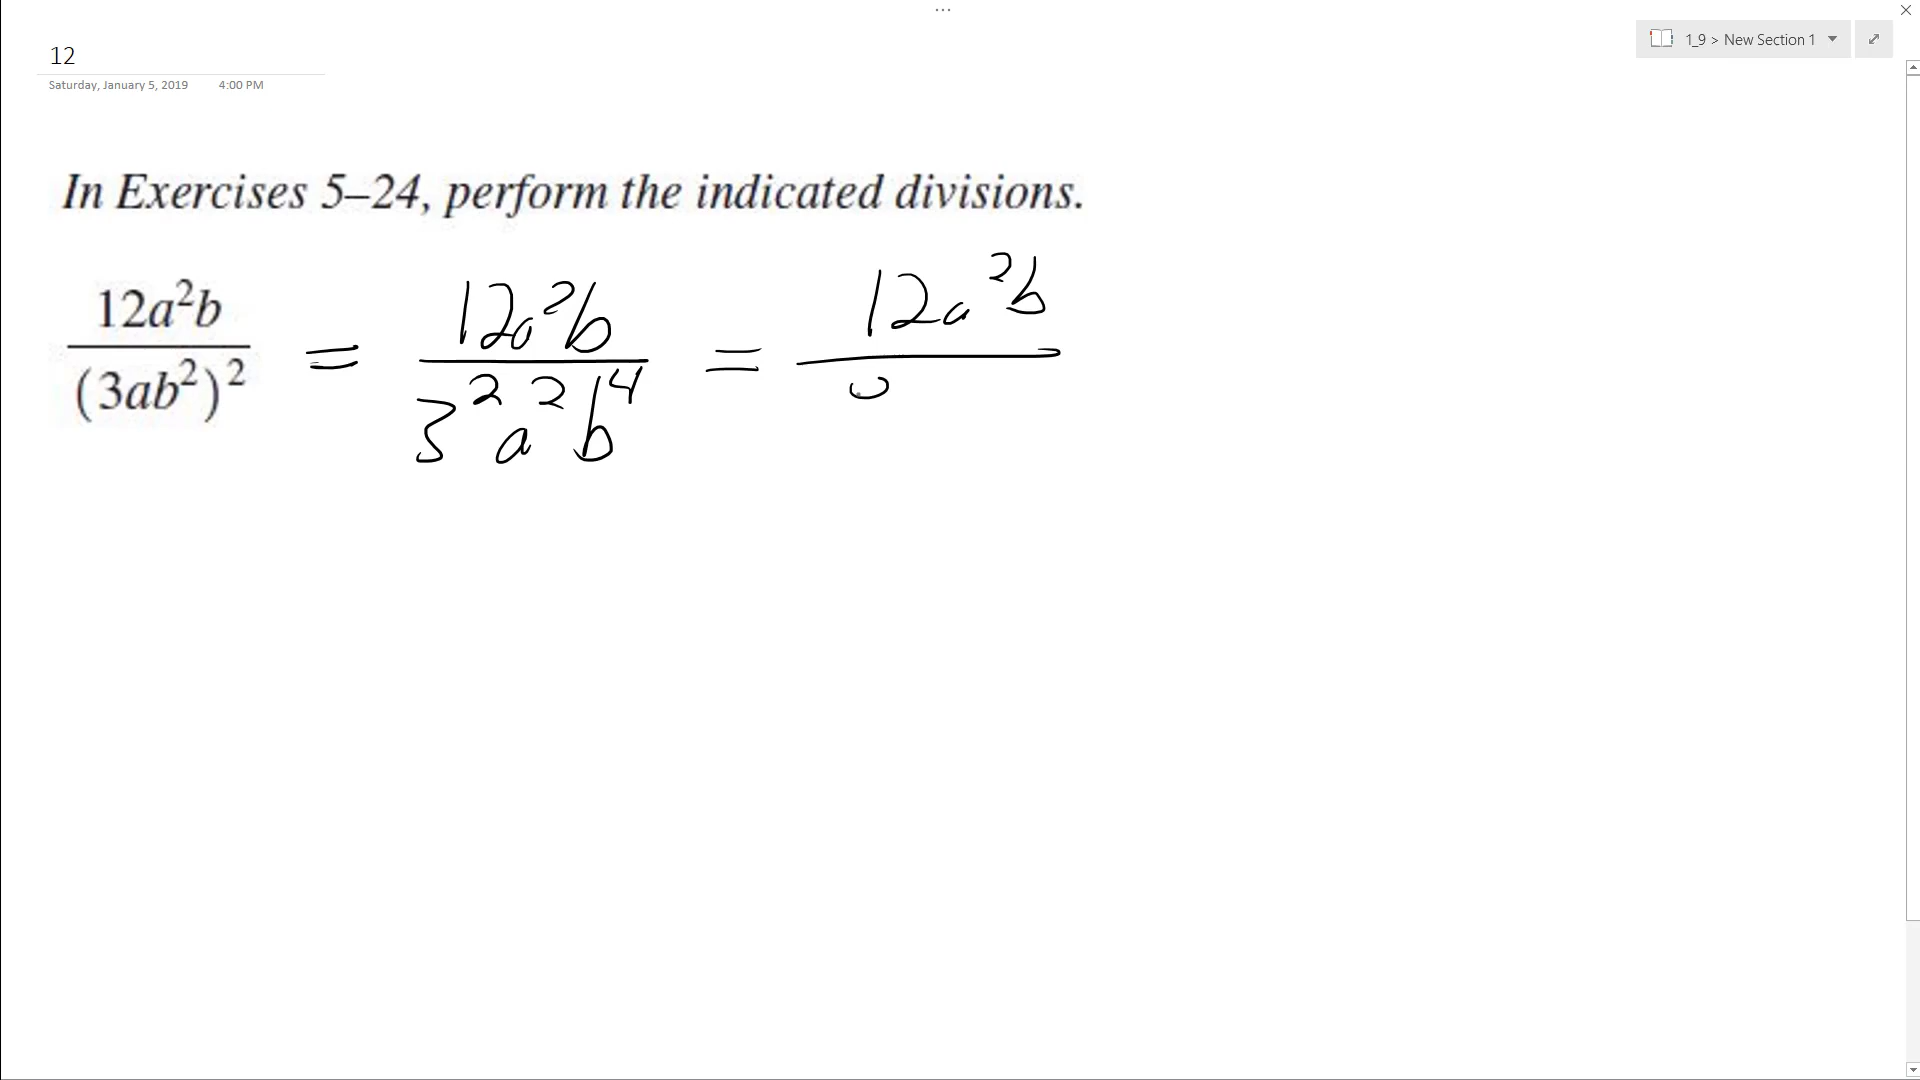 ...
12
1_9 > New Section 1
Saturday, January 5, 2019 4:00 PM
In Exercises 5–24, perform the indicated divisions.
12a²b / (3ab²)² = 12a²b / 3²a²b⁴ = 12a²b /